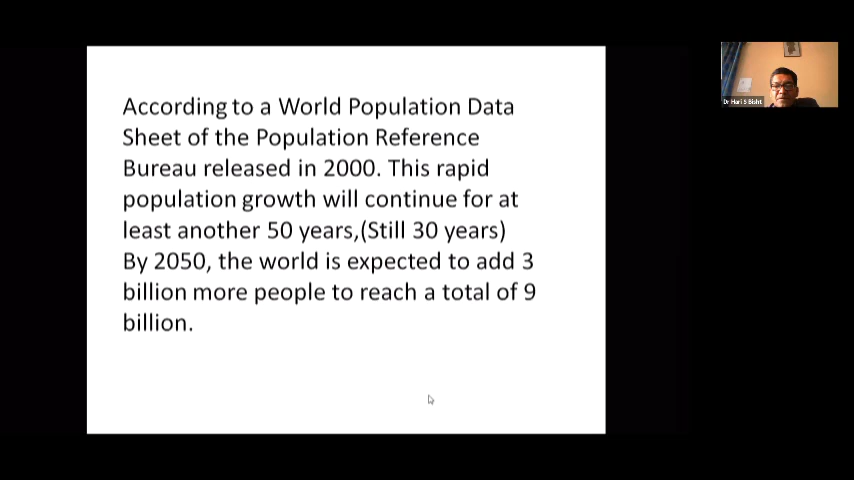 According to a World Population Data
Sheet of the Population Reference
Bureau released in 2000. This rapid
population growth will continue for at
least another 50 years,(Still 30 years)
By 2050, the world is expected to add 3
billion more people to reach a total of 9
billion.
Dr Hari S Bisht